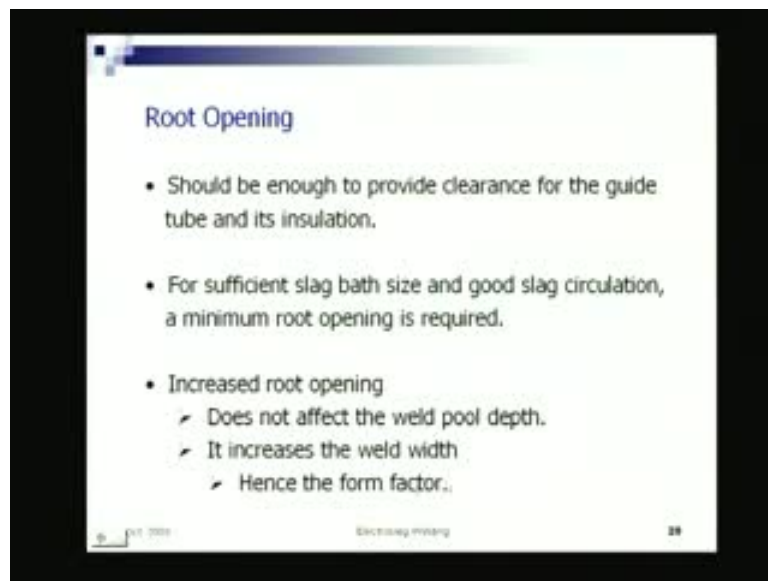 Root Opening
• Should be enough to provide clearance for the guide
tube and its insulation.
• For sufficient slag bath size and good slag circulation,
a minimum root opening is required.
• Increased root opening
➢ Does not affect the weld pool depth.
➢ It increases the weld width
➢ Hence the form factor..
Electroslag Welding